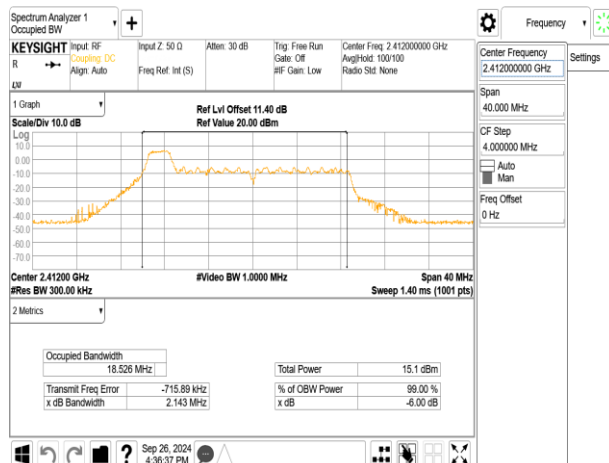 Spectrum Analyzer 1
Occupied BW
KEYSIGHT
R
LXI
Input: RF
Coupling: DC
Align: Auto
Input Z: 50 Ω
Freq Ref: Int (S)
Atten: 30 dB
Trig: Free Run
Gate: Off
#IF Gain: Low
Center Freq: 2.412000000 GHz
Avg|Hold: 100/100
Radio Std: None
1 Graph
Scale/Div 10.0 dB
Ref Lvl Offset 11.40 dB
Ref Value 20.00 dBm
Log
10.0
0.00
-10.0
-20.0
-30.0
-40.0
-50.0
-60.0
-70.0
Center 2.41200 GHz
#Res BW 300.00 kHz
#Video BW 1.0000 MHz
Span 40 MHz
Sweep 1.40 ms (1001 pts)
2 Metrics
Occupied Bandwidth
18.526 MHz
Transmit Freq Error -715.89 kHz
x dB Bandwidth 2.143 MHz
Total Power 15.1 dBm
% of OBW Power 99.00 %
x dB -6.00 dB
Sep 26, 2024
4:36:37 PM
Frequency
Settings
Center Frequency
2.412000000 GHz
Span
40.000 MHz
CF Step
4.000000 MHz
Auto
Man
Freq Offset
0 Hz